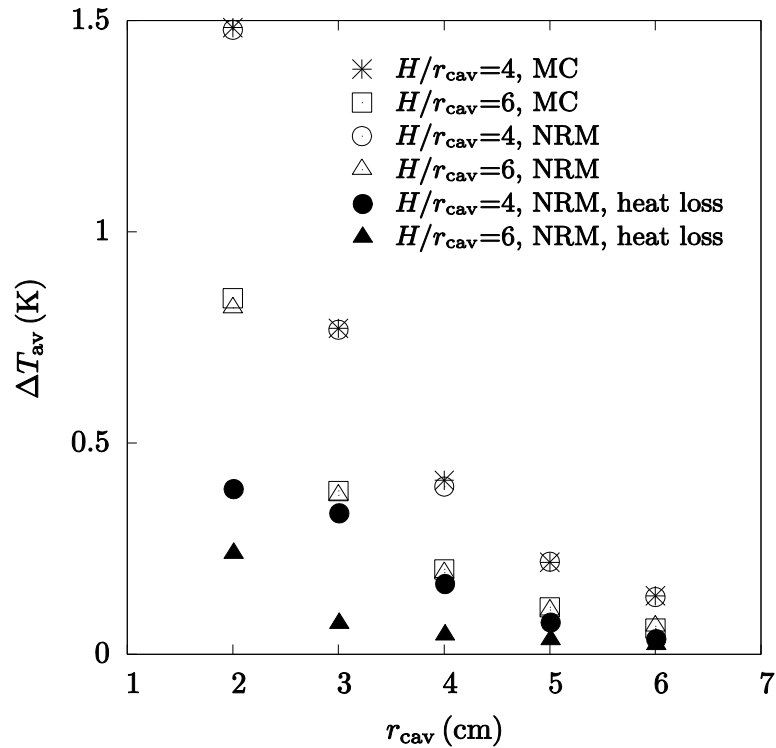 1.5
1
0.5
0
ΔT_av (K)
H/r_cav=4, MC
H/r_cav=6, MC
H/r_cav=4, NRM
H/r_cav=6, NRM
H/r_cav=4, NRM, heat loss
H/r_cav=6, NRM, heat loss
1 2 3 4 5 6 7
r_cav (cm)